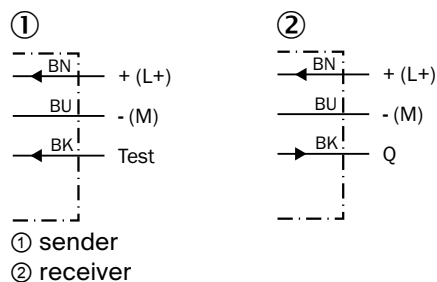 ① ②
BN + (L+) BN + (L+)
BU - (M) BU - (M)
BK Test BK Q
① sender
② receiver